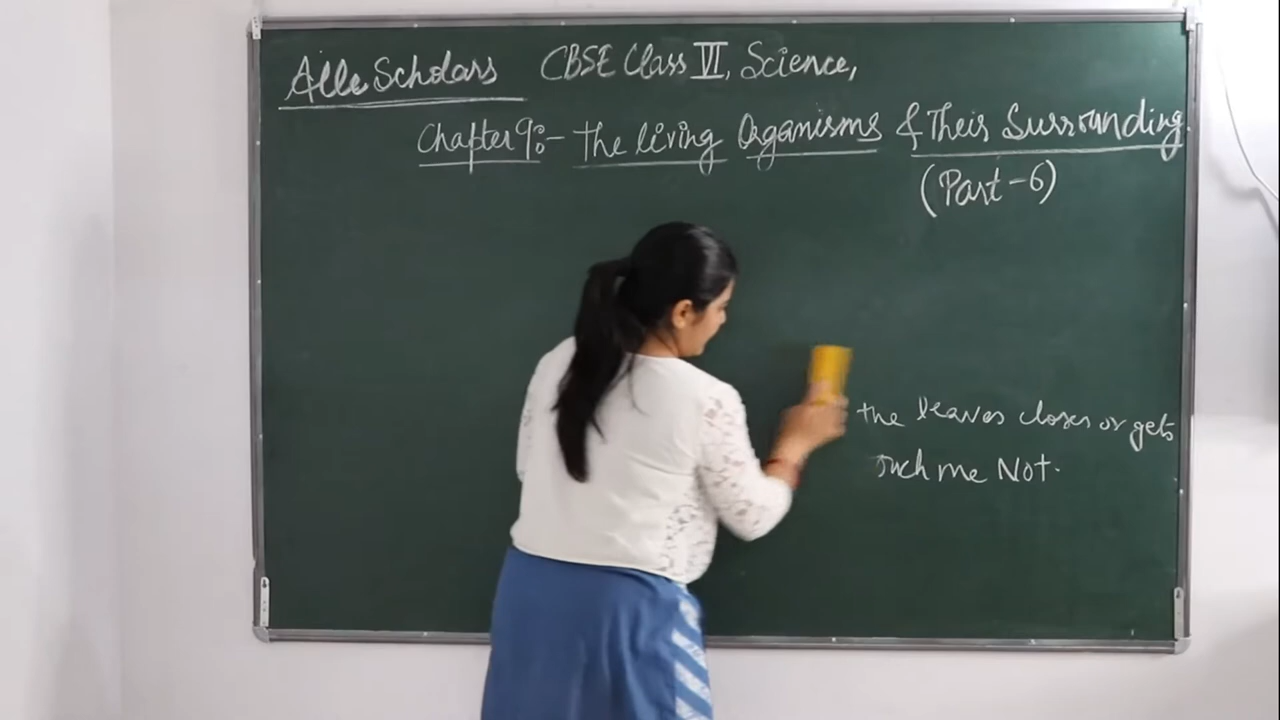 Alle Scholars CBSE Class VI, Science,
Chapter 9:- The living Organisms & Their Surrounding
(Part-6)
the leaves closes or gets
ouch me Not.